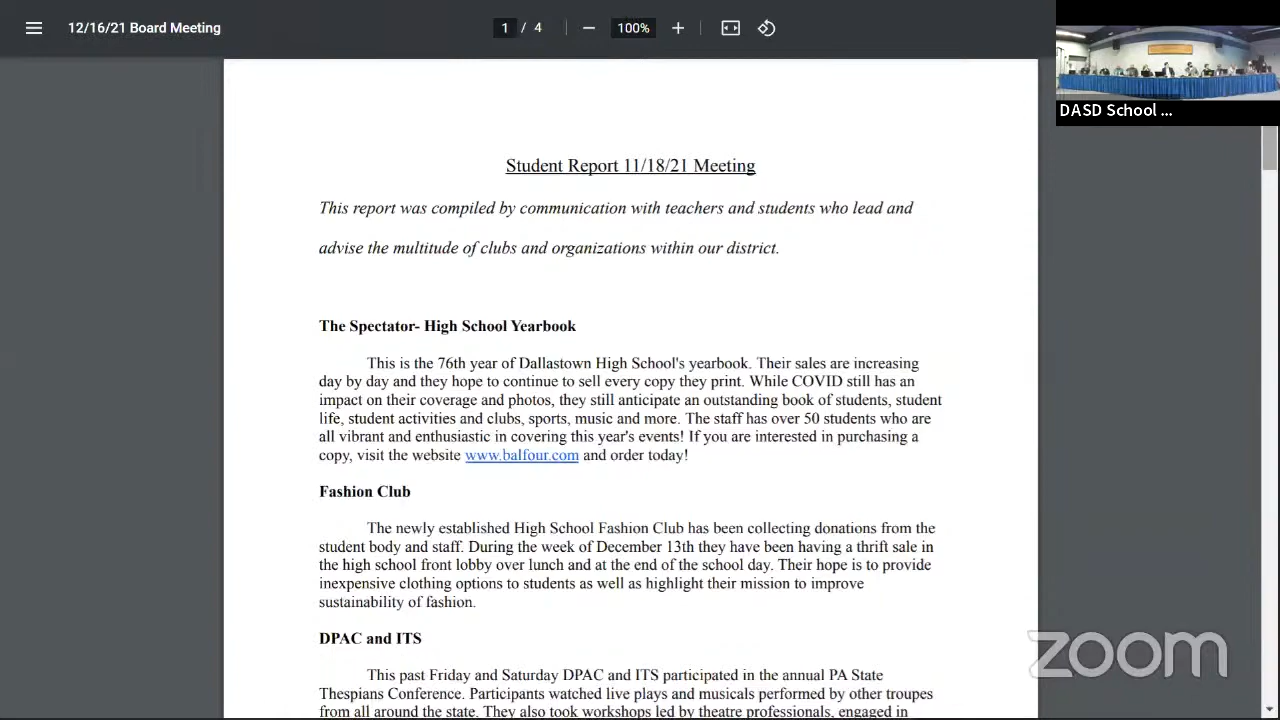 12/16/21 Board Meeting
1 / 4
100%
DASD School ...
Student Report 11/18/21 Meeting
This report was compiled by communication with teachers and students who lead and
advise the multitude of clubs and organizations within our district.
The Spectator- High School Yearbook
This is the 76th year of Dallastown High School's yearbook. Their sales are increasing
day by day and they hope to continue to sell every copy they print. While COVID still has an
impact on their coverage and photos, they still anticipate an outstanding book of students, student
life, student activities and clubs, sports, music and more. The staff has over 50 students who are
all vibrant and enthusiastic in covering this year's events! If you are interested in purchasing a
copy, visit the website www.balfour.com and order today!
Fashion Club
The newly established High School Fashion Club has been collecting donations from the
student body and staff. During the week of December 13th they have been having a thrift sale in
the high school front lobby over lunch and at the end of the school day. Their hope is to provide
inexpensive clothing options to students as well as highlight their mission to improve
sustainability of fashion.
DPAC and ITS
This past Friday and Saturday DPAC and ITS participated in the annual PA State
Thespians Conference. Participants watched live plays and musicals performed by other troupes
from all around the state. They also took workshops led by theatre professionals, engaged in
zoom